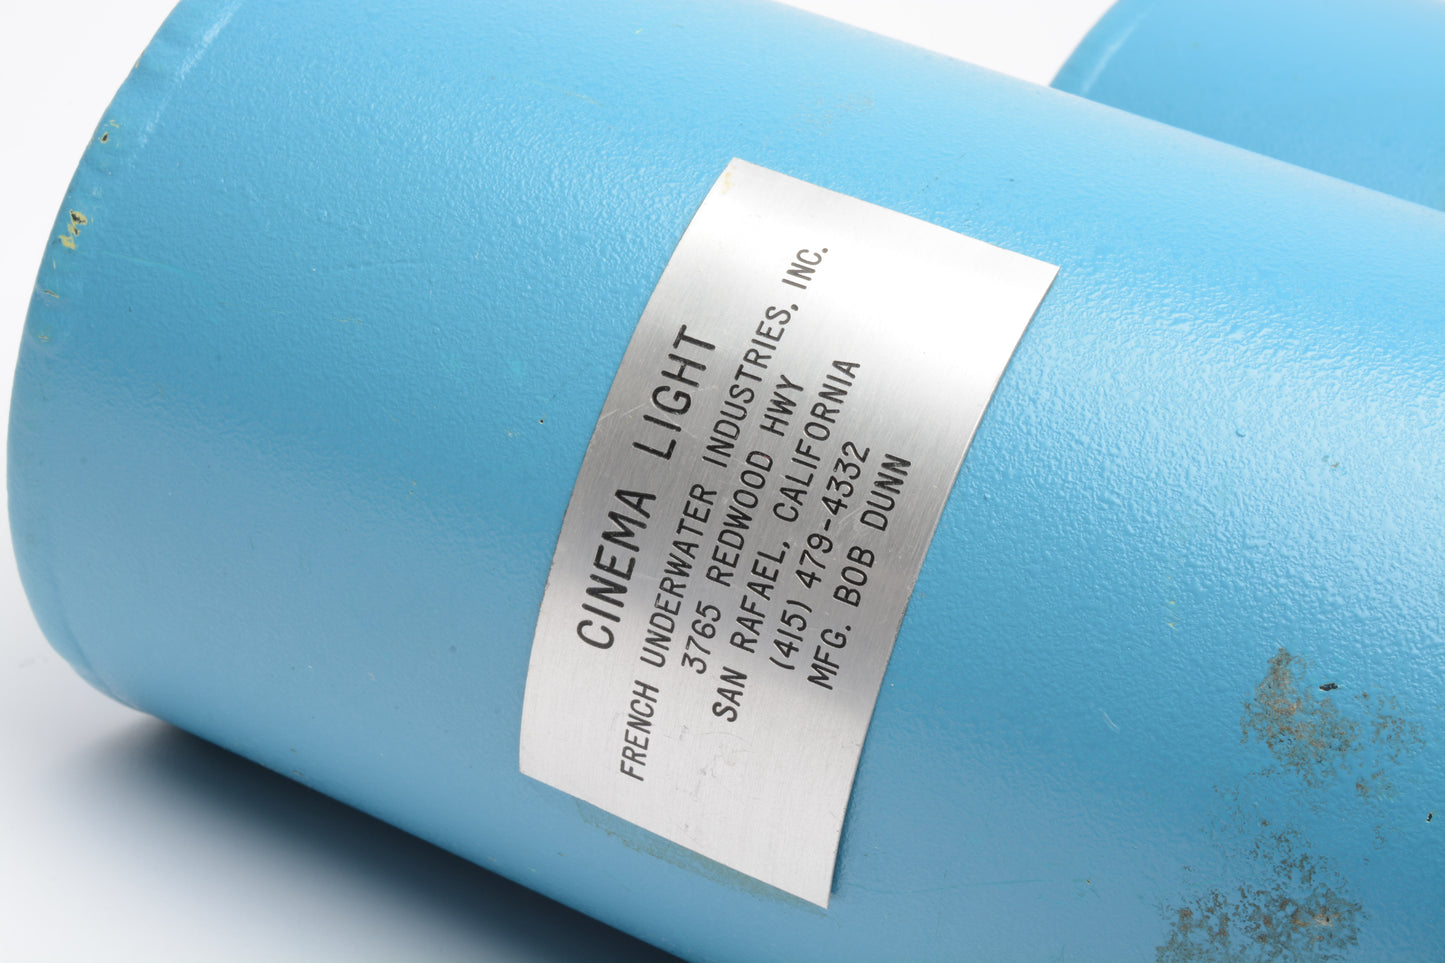 CINEMA LIGHT
FRENCH UNDERWATER INDUSTRIES, INC.
3765 REDWOOD HWY
SAN RAFAEL, CALIFORNIA
(415) 479-4332
MFG. BOB DUNN